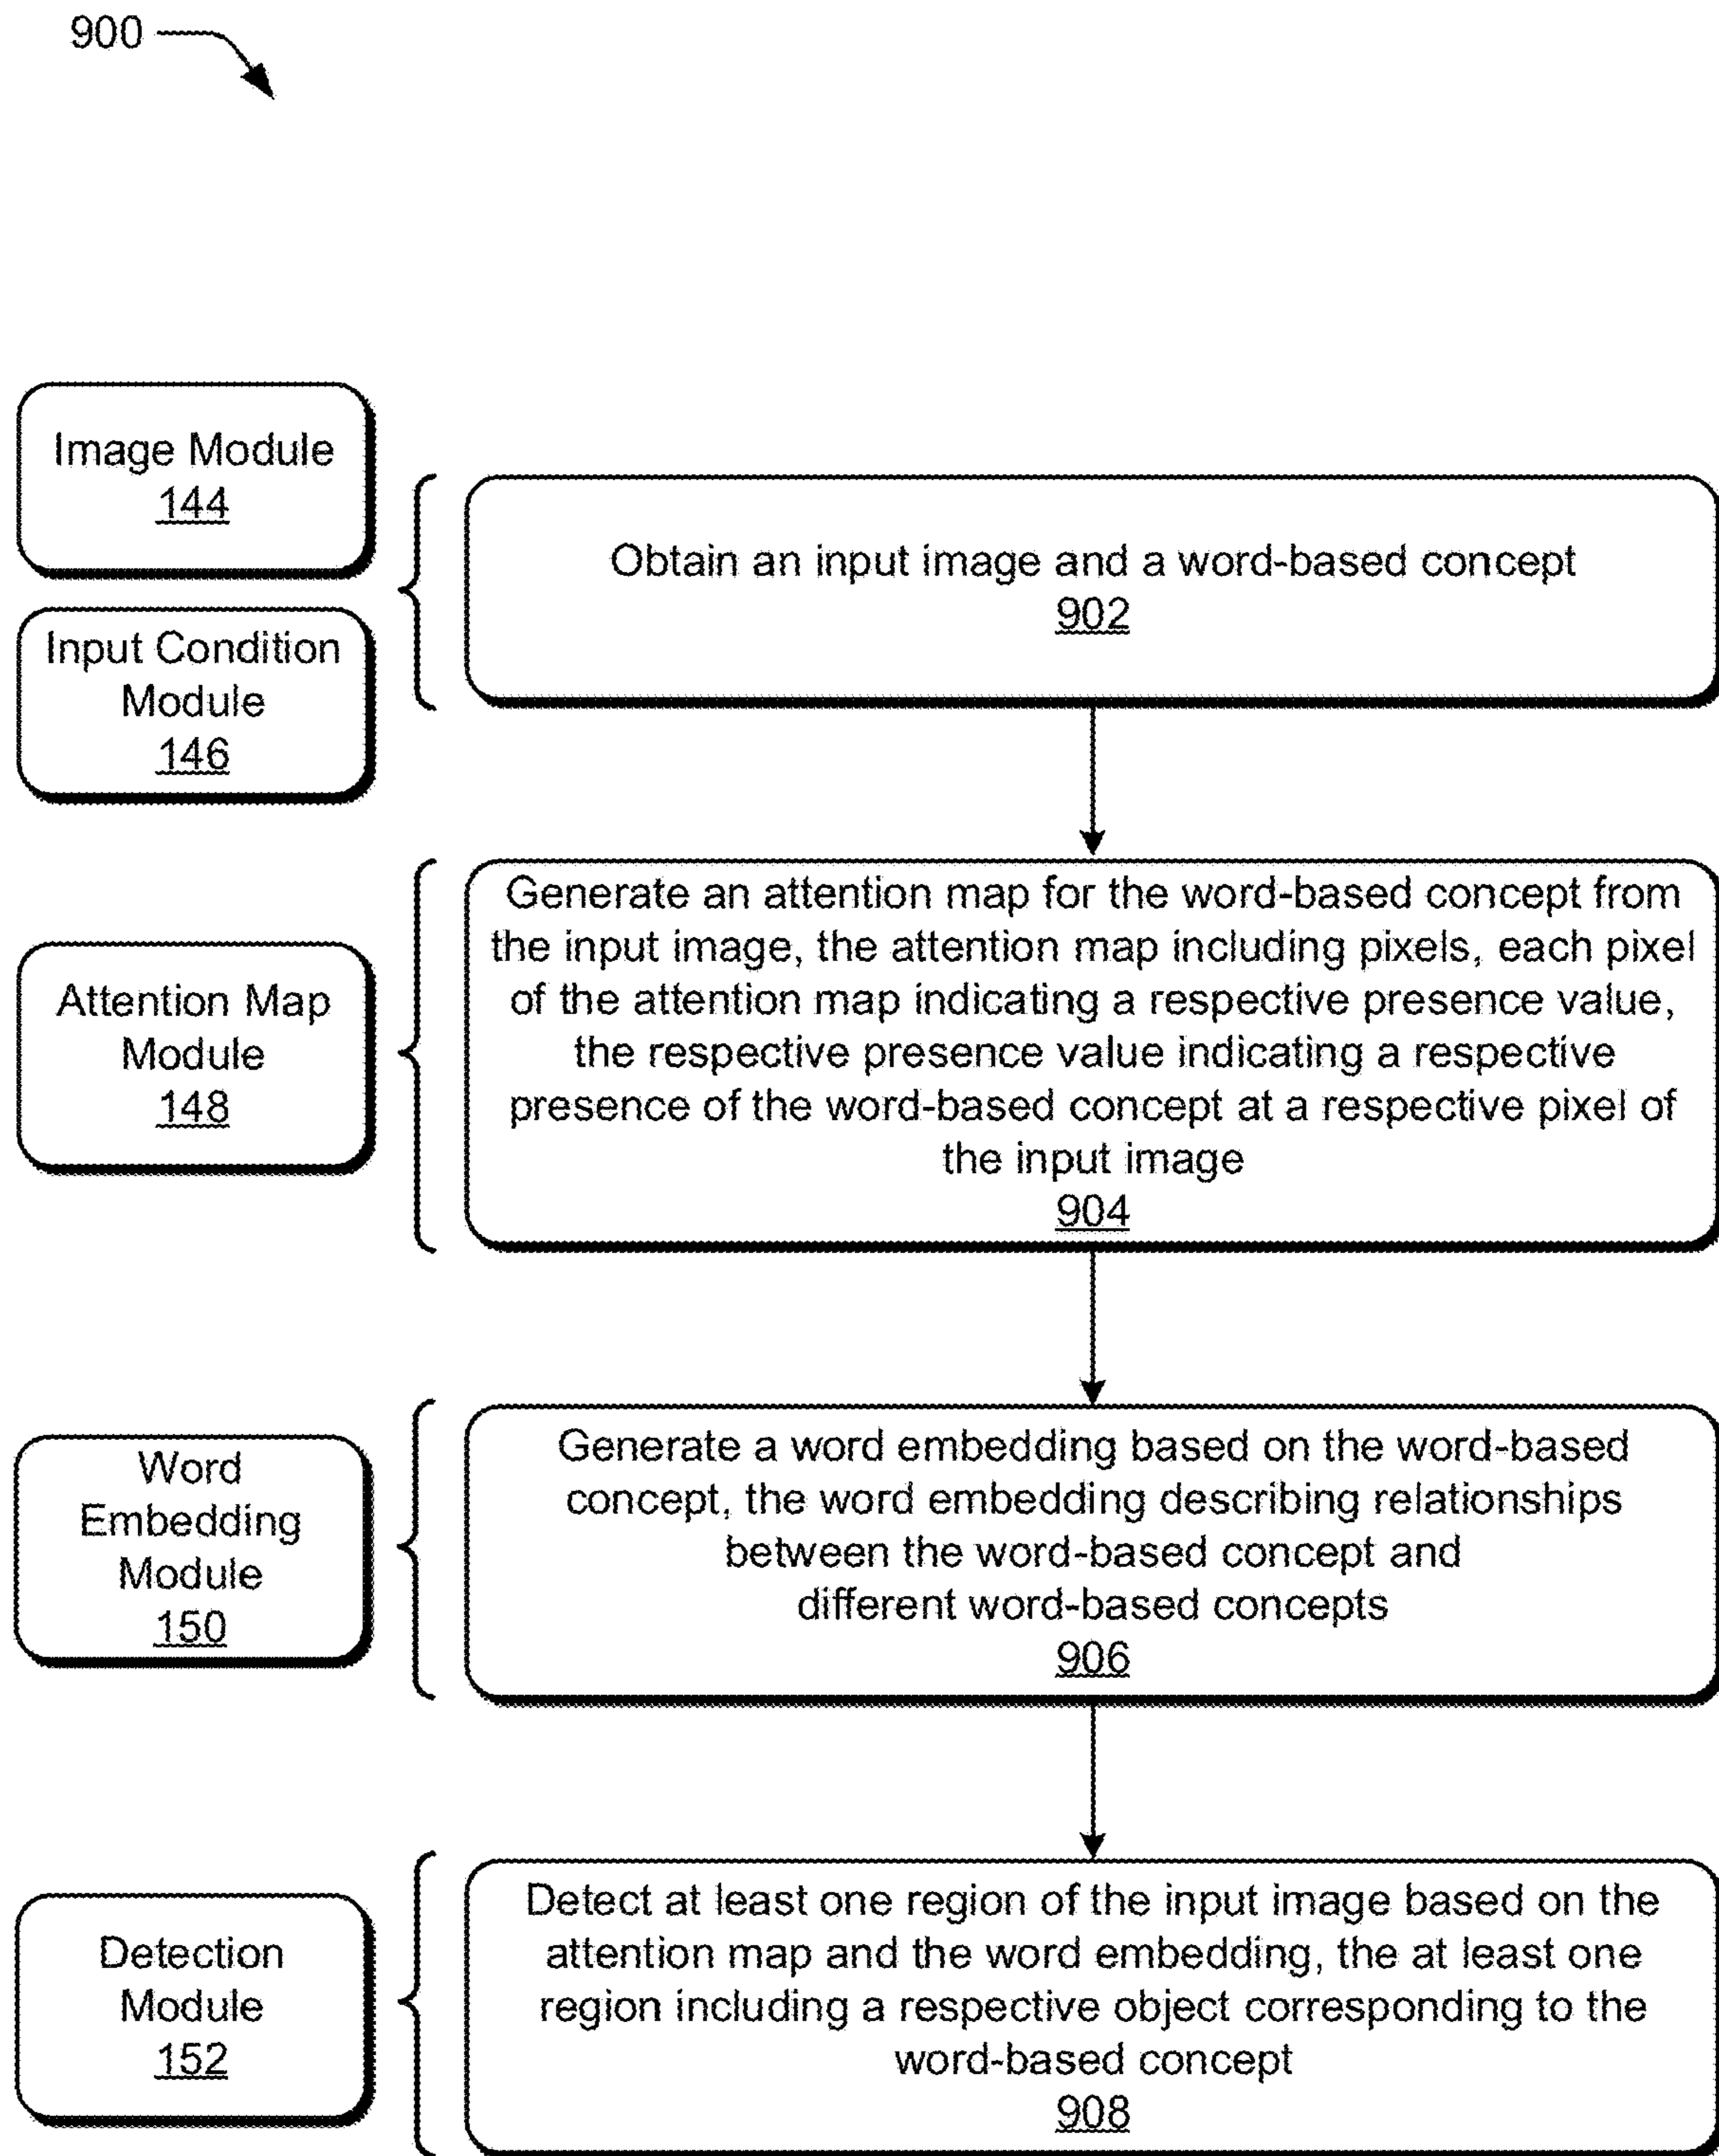 900
Image Module
144
Input Condition
Module
146
Obtain an input image and a word-based concept
902
Attention Map
Module
148
Generate an attention map for the word-based concept from
the input image, the attention map including pixels, each pixel
of the attention map indicating a respective presence value,
the respective presence value indicating a respective
presence of the word-based concept at a respective pixel of
the input image
904
Word
Embedding
Module
150
Generate a word embedding based on the word-based
concept, the word embedding describing relationships
between the word-based concept and
different word-based concepts
906
Detection
Module
152
Detect at least one region of the input image based on the
attention map and the word embedding, the at least one
region including a respective object corresponding to the
word-based concept
908